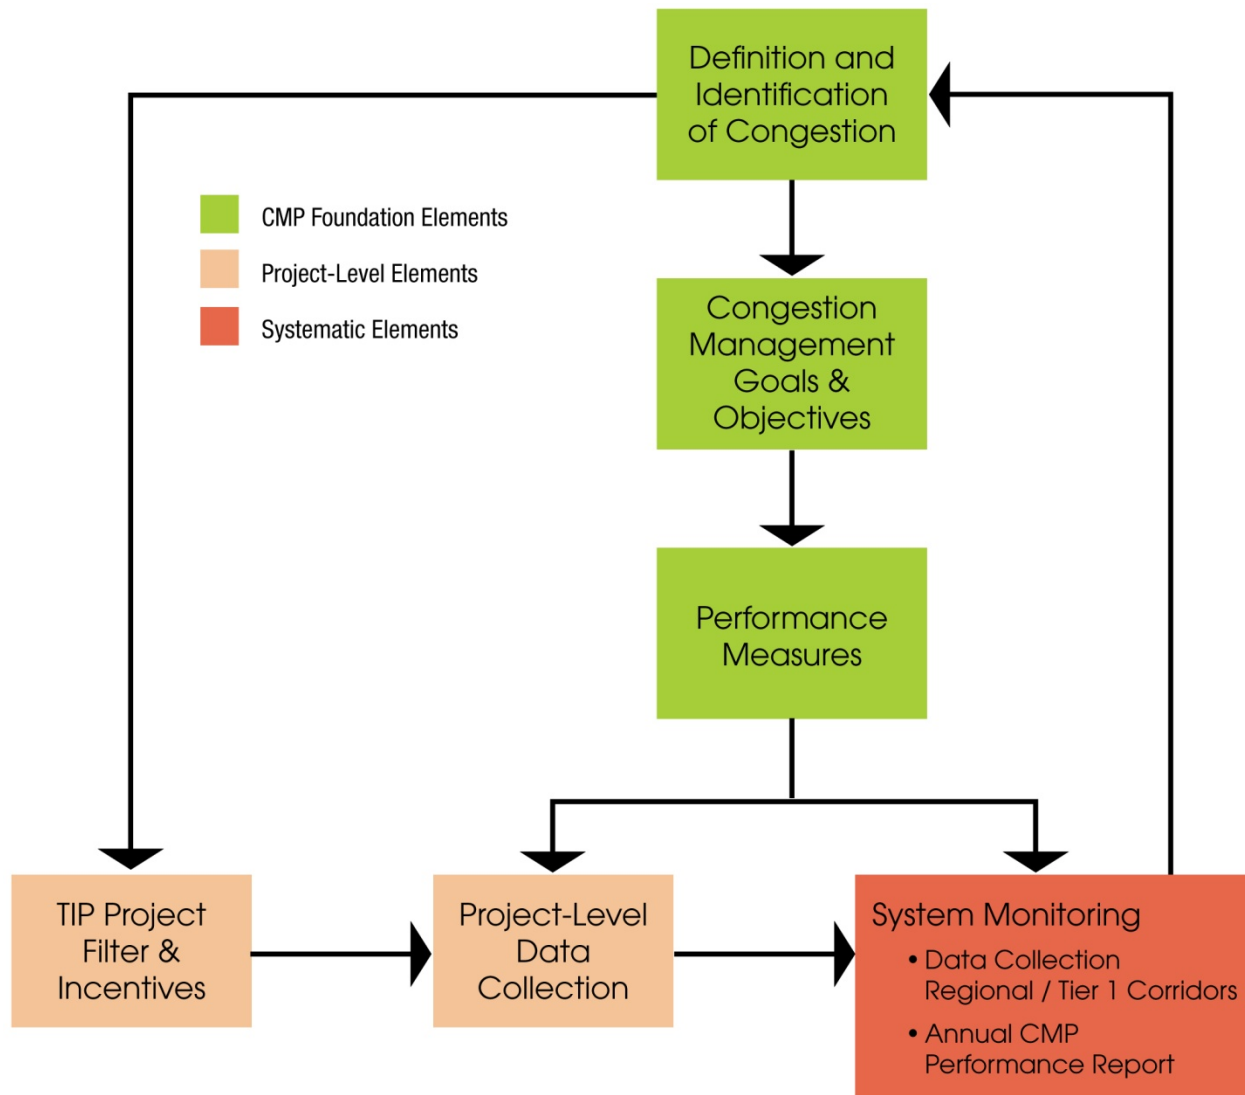 Definition and
Identification
of Congestion
CMP Foundation Elements
Project-Level Elements
Systematic Elements
Congestion
Management
Goals &
Objectives
Performance
Measures
TIP Project
Filter &
Incentives
Project-Level
Data
Collection
System Monitoring
• Data Collection
Regional / Tier 1 Corridors
• Annual CMP
Performance Report